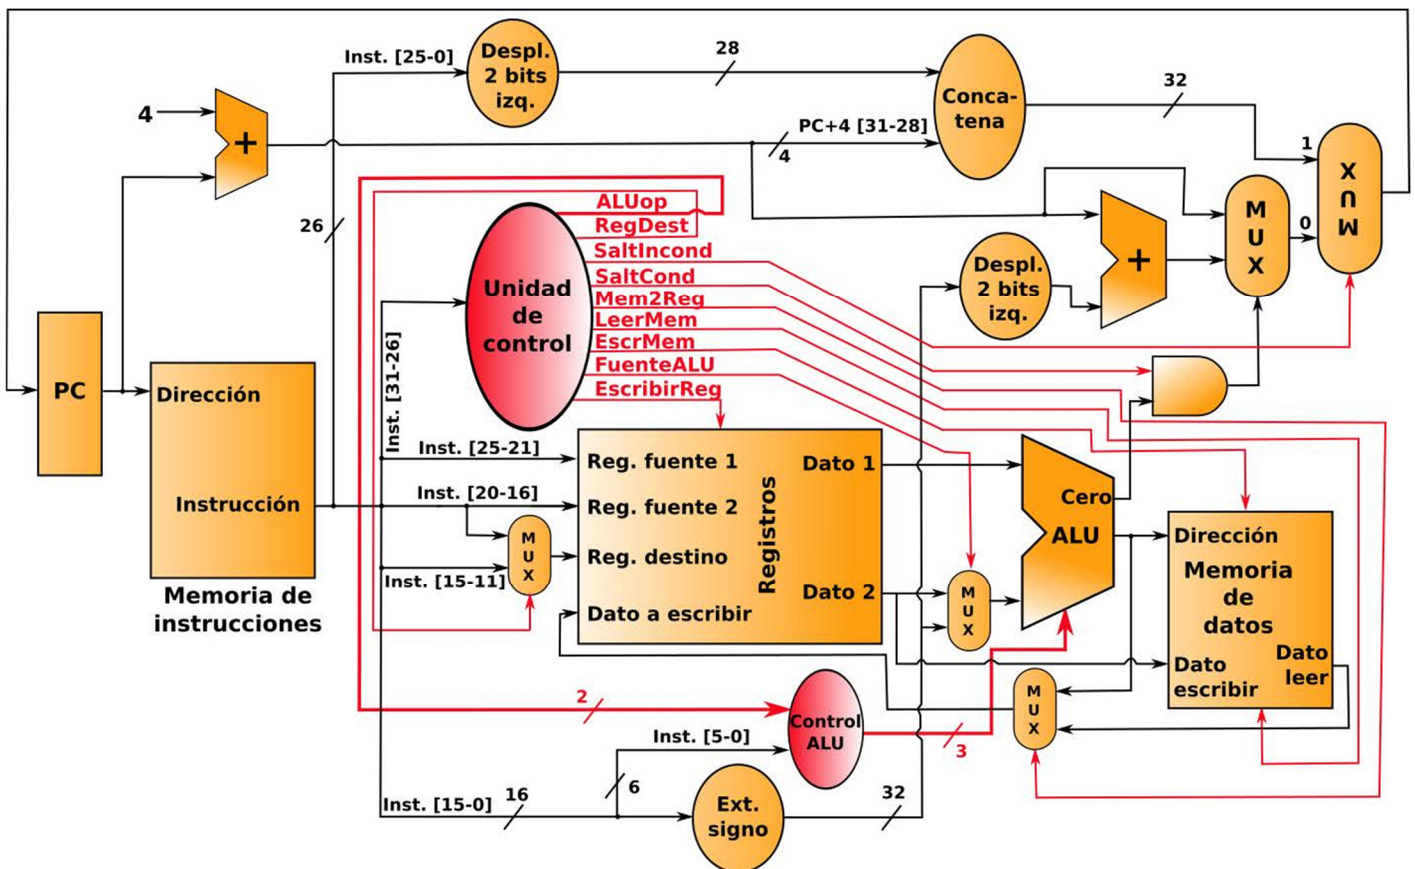 Inst. [25-0]
Despl.
2 bits
izq.
28
Conca-
tena
32
4
+
PC+4 [31-28]
4
1
MUX
0
26
ALUop
RegDest
SaltIncond
SaltCond
Mem2Reg
LeerMem
EscrMem
FuenteALU
EscribirReg
Unidad
de
control
Despl.
2 bits
izq.
+
M
U
X
PC
Dirección
Instrucción
Memoria de
instrucciones
Inst. [31-26]
Inst. [25-21]
Inst. [20-16]
Inst. [15-11]
M
U
X
Reg. fuente 1
Reg. fuente 2
Reg. destino
Dato a escribir
Registros
Dato 1
Dato 2
M
U
X
Cero
ALU
Dirección
Memoria
de
datos
Dato
escribir
Dato
leer
M
U
X
2
Control
ALU
3
Inst. [5-0]
6
Inst. [15-0]
16
Ext.
signo
32